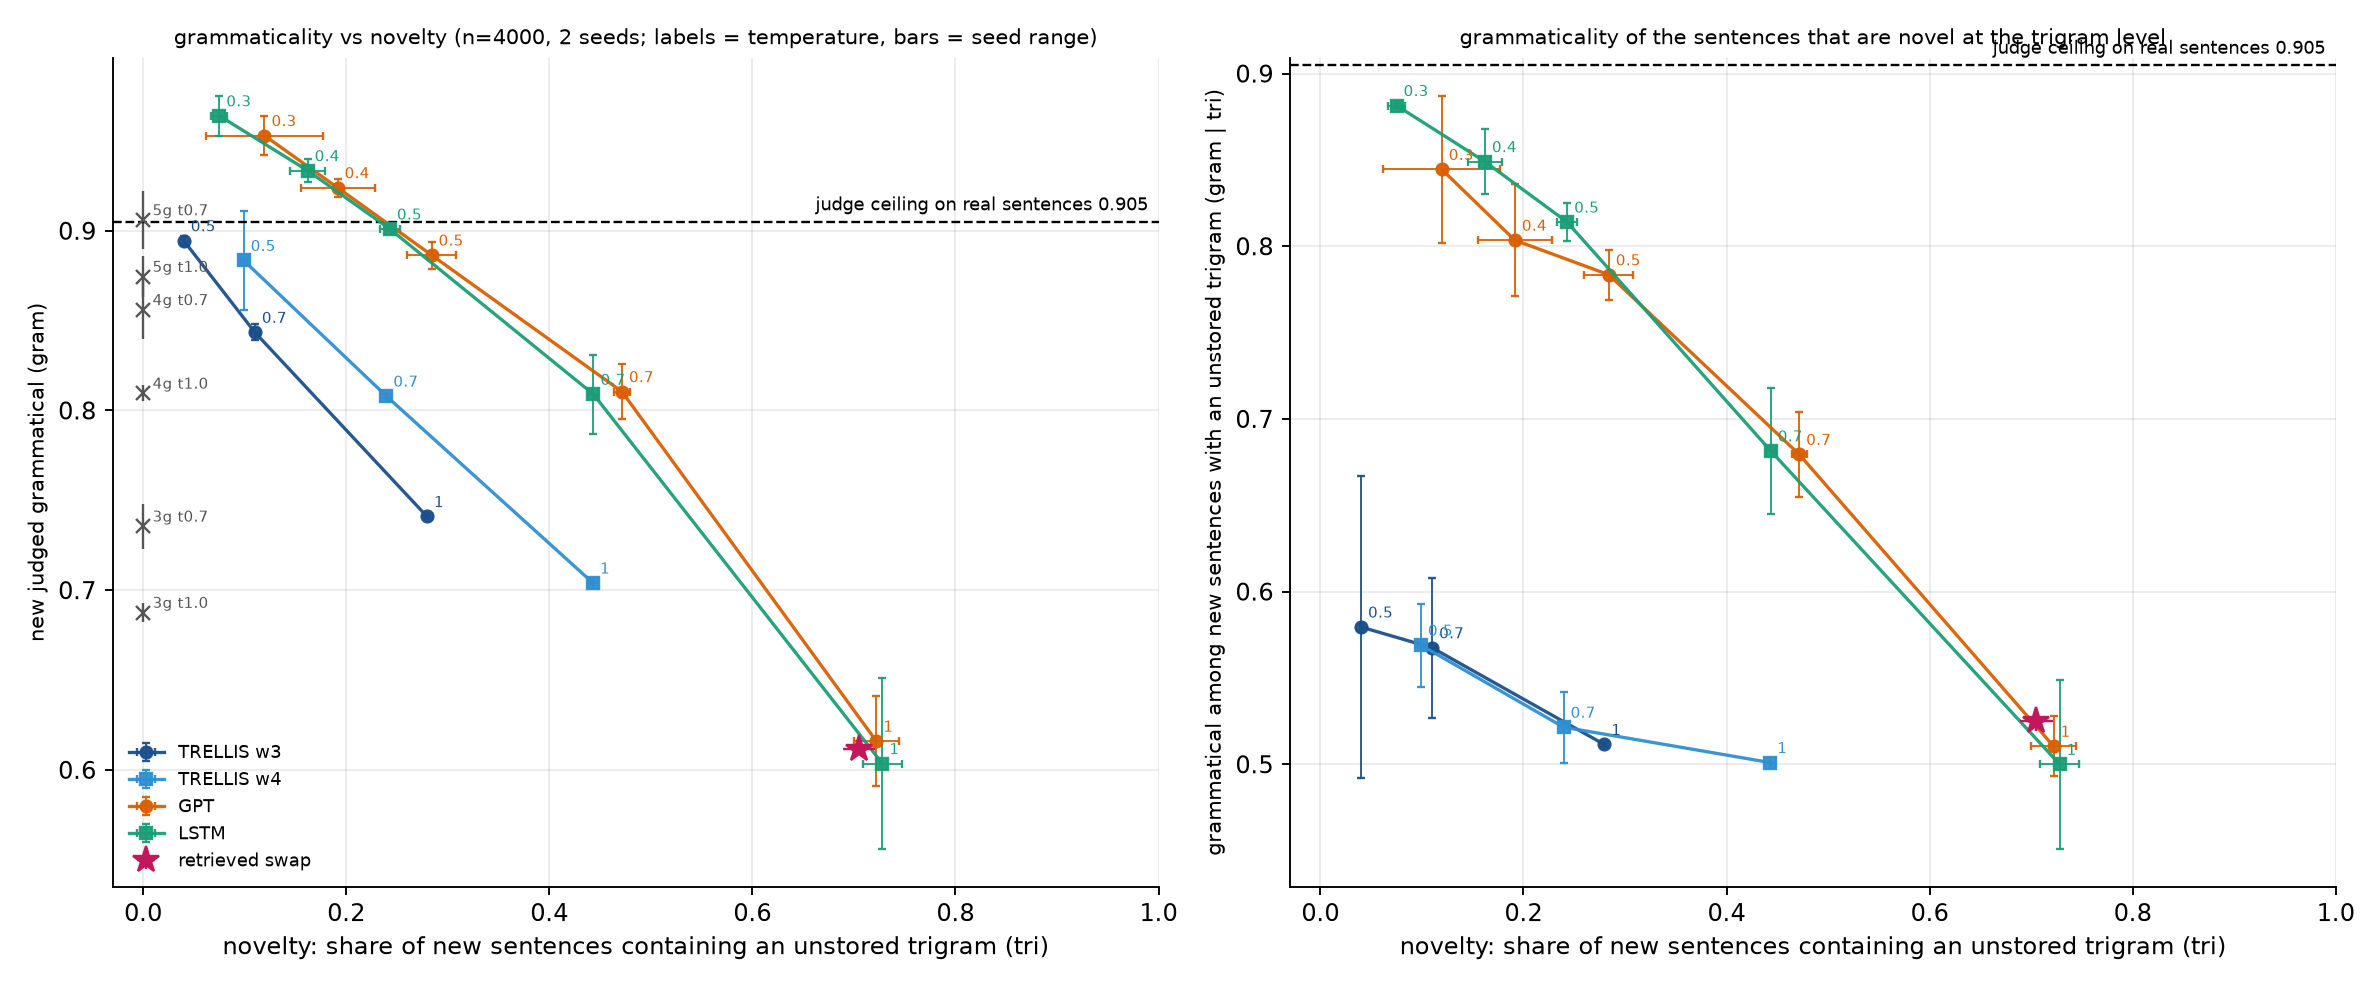 grammaticality vs novelty (n=4000, 2 seeds; labels = temperature, bars = seed range)
new judged grammatical (gram)
0.9
0.8
0.7
0.6
judge ceiling on real sentences 0.905
0.3
0.3
0.4
0.4
0.5
0.5
0.7
0.7
1
1
5g t0.7
0.5
0.5
5g t1.0
4g t0.7
0.7
0.7
4g t1.0
1
3g t0.7
1
3g t1.0
TRELLIS w3
TRELLIS w4
GPT
LSTM
retrieved swap
0.0
0.2
0.4
0.6
0.8
1.0
novelty: share of new sentences containing an unstored trigram (tri)
grammaticality of the sentences that are novel at the trigram level
judge ceiling on real sentences 0.905
grammatical among new sentences with an unstored trigram (gram | tri)
0.9
0.8
0.7
0.6
0.5
0.3
0.3
0.4
0.4
0.5
0.5
0.7
0.7
1
1
0.5
0.5
0.7
0.7
1
1
0.0
0.2
0.4
0.6
0.8
1.0
novelty: share of new sentences containing an unstored trigram (tri)